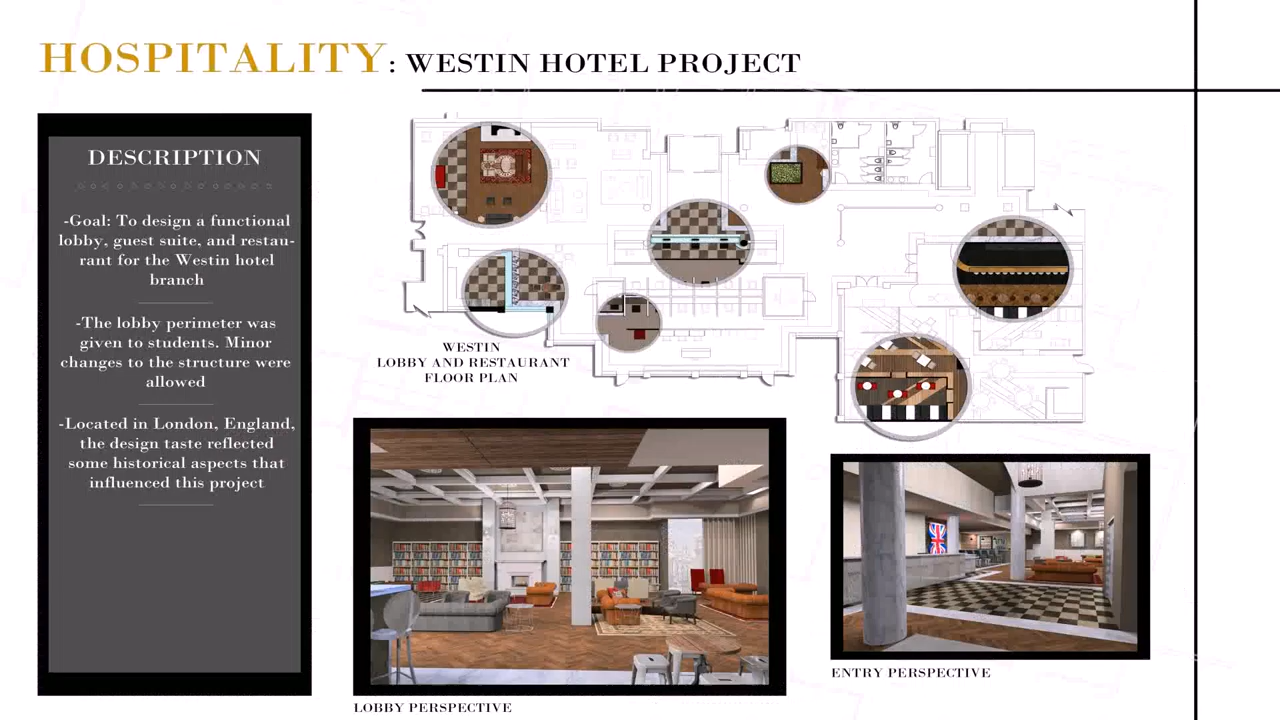 HOSPITALITY: WESTIN HOTEL PROJECT
DESCRIPTION
-Goal: To design a functional
lobby, guest suite, and restau-
rant for the Westin hotel
branch
-The lobby perimeter was
given to students. Minor
changes to the structure were
allowed
-Located in London, England,
the design taste reflected
some historical aspects that
influenced this project
WESTIN
LOBBY AND RESTAURANT
FLOOR PLAN
LOBBY PERSPECTIVE
ENTRY PERSPECTIVE